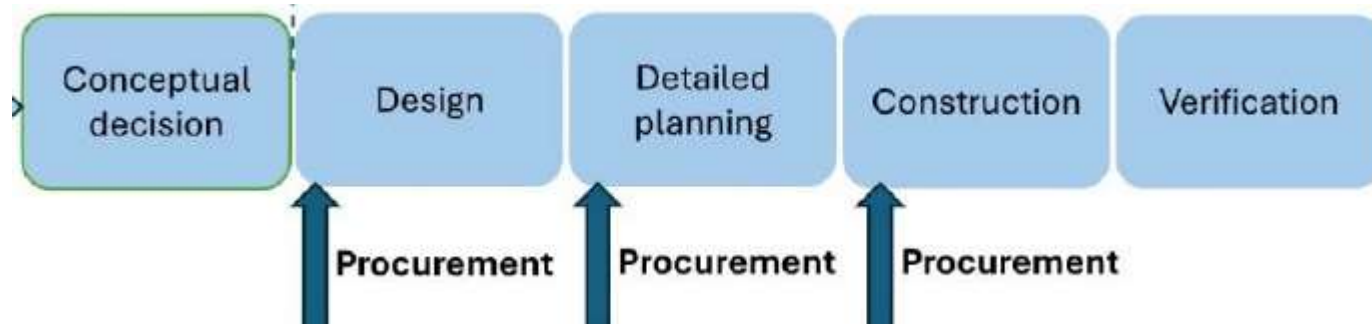 Conceptual
decision
Design
Detailed
planning
Construction
Verification
Procurement
Procurement
Procurement